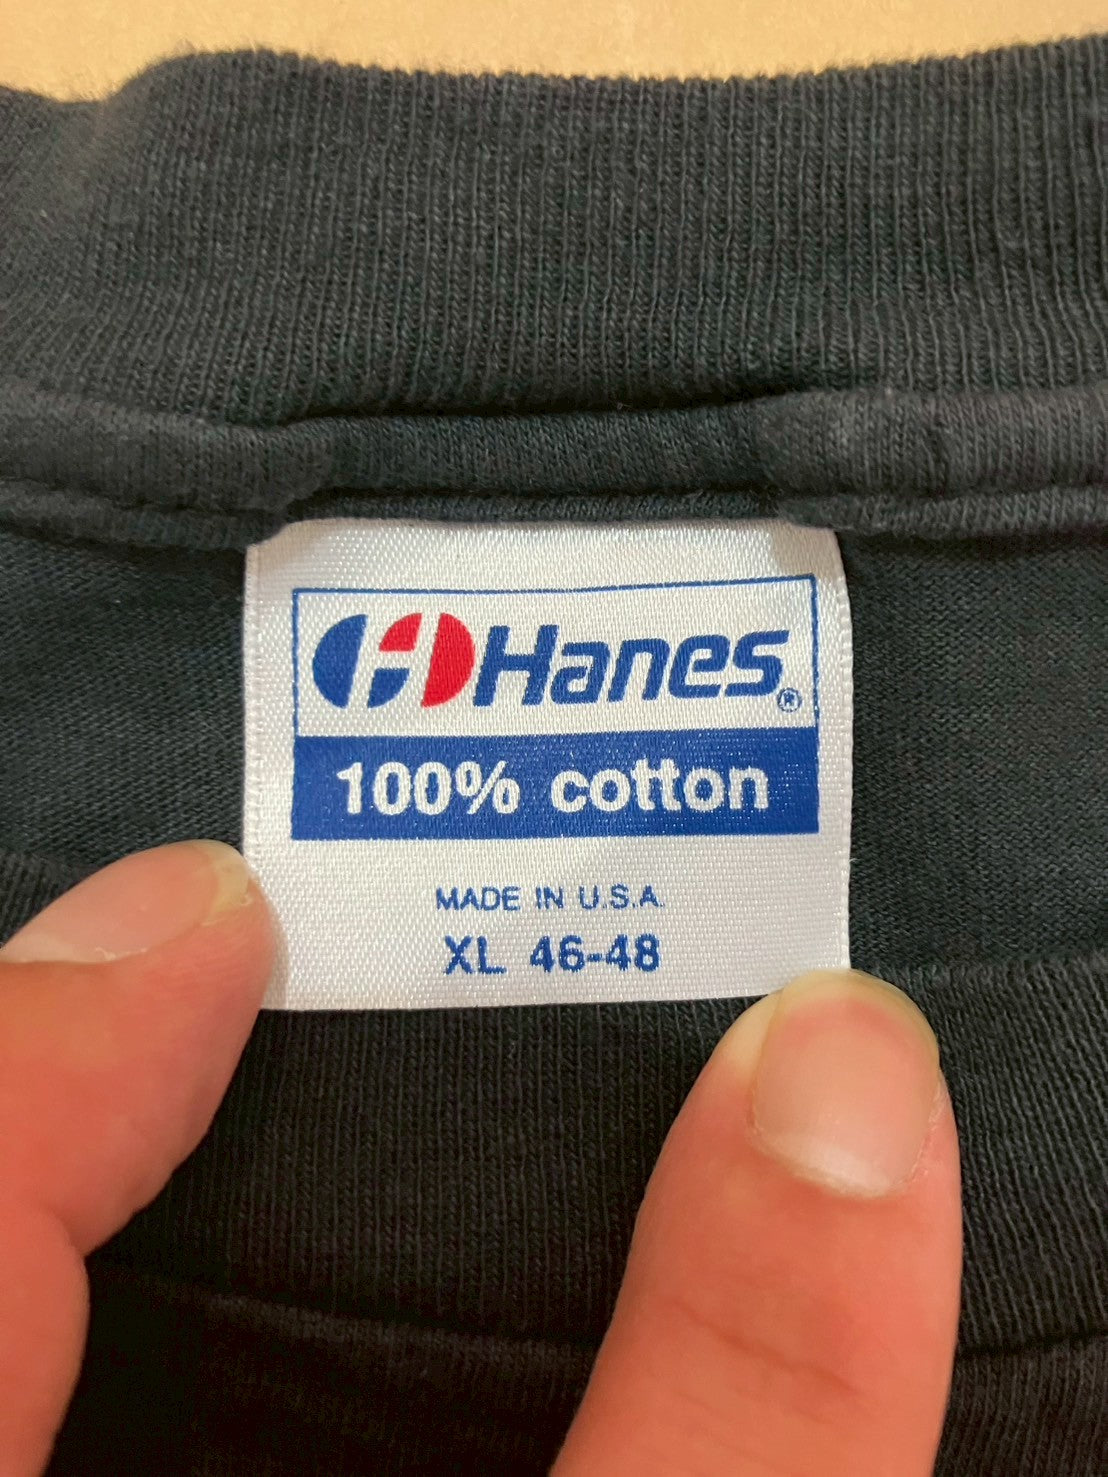 Hanes®
100% cotton
MADE IN U.S.A.
XL 46-48